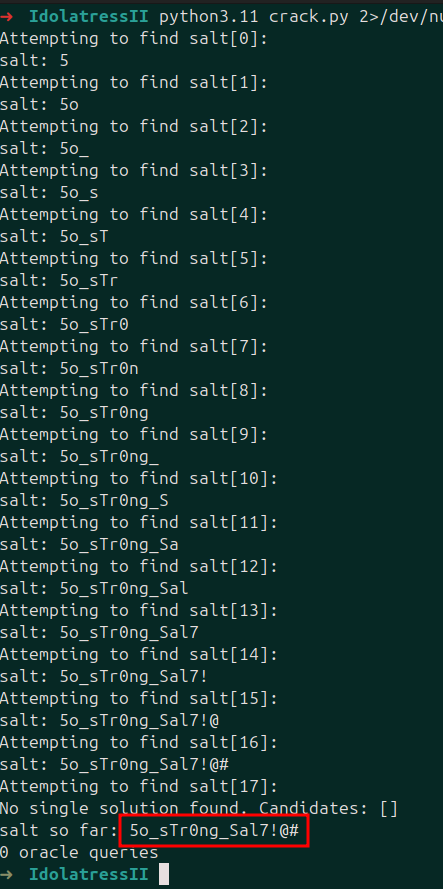 → IdolatressII python3.11 crack.py 2>/dev/nu
Attempting to find salt[0]:
salt: 5
Attempting to find salt[1]:
salt: 5o
Attempting to find salt[2]:
salt: 5o_
Attempting to find salt[3]:
salt: 5o_s
Attempting to find salt[4]:
salt: 5o_sT
Attempting to find salt[5]:
salt: 5o_sTr
Attempting to find salt[6]:
salt: 5o_sTr0
Attempting to find salt[7]:
salt: 5o_sTr0n
Attempting to find salt[8]:
salt: 5o_sTr0ng
Attempting to find salt[9]:
salt: 5o_sTr0ng_
Attempting to find salt[10]:
salt: 5o_sTr0ng_S
Attempting to find salt[11]:
salt: 5o_sTr0ng_Sa
Attempting to find salt[12]:
salt: 5o_sTr0ng_Sal
Attempting to find salt[13]:
salt: 5o_sTr0ng_Sal7
Attempting to find salt[14]:
salt: 5o_sTr0ng_Sal7!
Attempting to find salt[15]:
salt: 5o_sTr0ng_Sal7!@
Attempting to find salt[16]:
salt: 5o_sTr0ng_Sal7!@#
Attempting to find salt[17]:
No single solution found. Candidates: []
salt so far: 5o_sTr0ng_Sal7!@#
0 oracle queries
→ IdolatressII